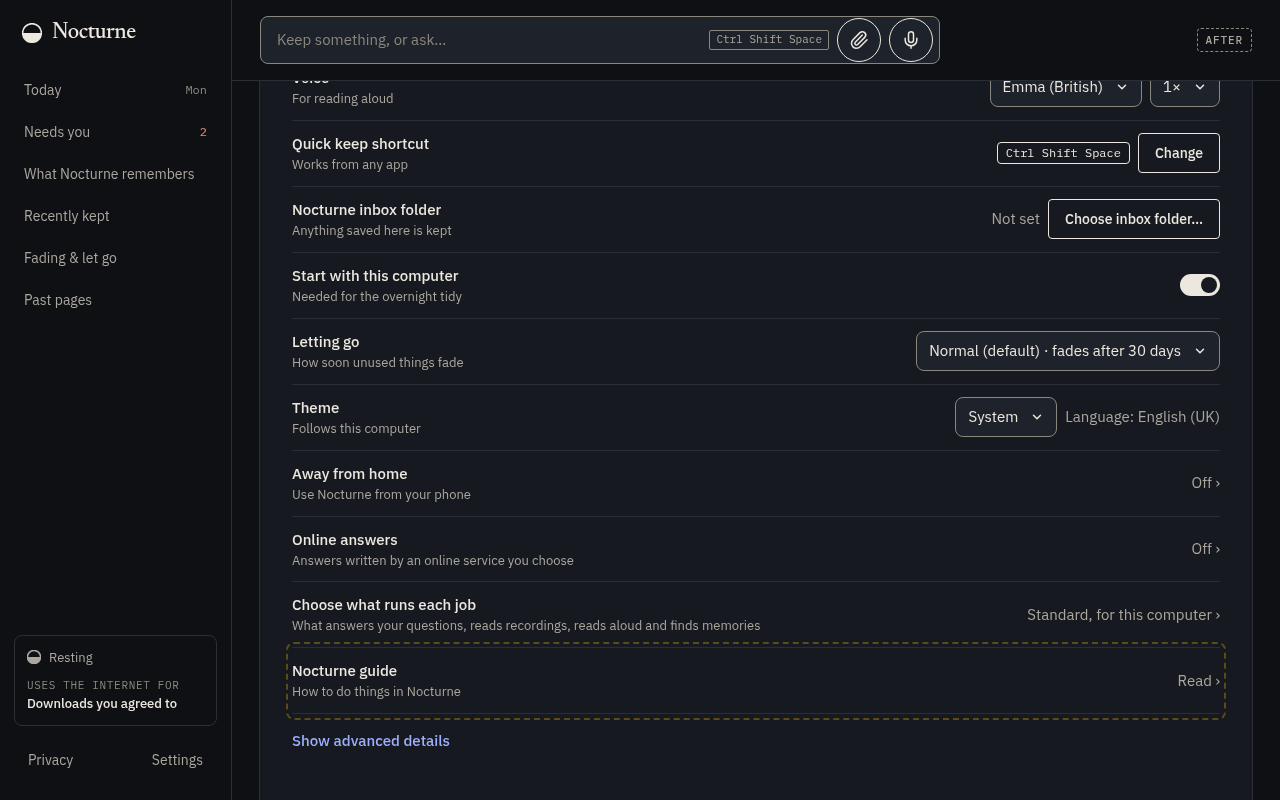 Nocturne
Keep something, or ask...
Ctrl Shift Space
AFTER
Today
Mon
Needs you
2
What Nocturne remembers
Recently kept
Fading & let go
Past pages
Resting
USES THE INTERNET FOR
Downloads you agreed to
Privacy
Settings
Voice
For reading aloud
Emma (British)
1×
Quick keep shortcut
Works from any app
Ctrl Shift Space
Change
Nocturne inbox folder
Anything saved here is kept
Not set
Choose inbox folder...
Start with this computer
Needed for the overnight tidy
Letting go
How soon unused things fade
Normal (default) · fades after 30 days
Theme
Follows this computer
System
Language: English (UK)
Away from home
Use Nocturne from your phone
Off ›
Online answers
Answers written by an online service you choose
Off ›
Choose what runs each job
What answers your questions, reads recordings, reads aloud and finds memories
Standard, for this computer ›
Nocturne guide
How to do things in Nocturne
Read ›
Show advanced details